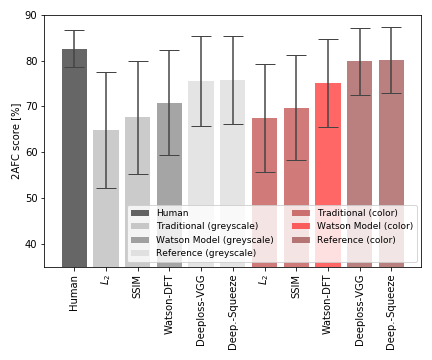 90
80
70
60
50
40
2AFC score [%]
Human
Traditional (greyscale)
Watson Model (greyscale)
Reference (greyscale)
Traditional (color)
Watson Model (color)
Reference (color)
Human
L2
SSIM
Watson-DFT
Deeploss-VGG
Deep.-Squeeze
L2
SSIM
Watson-DFT
Deeploss-VGG
Deep.-Squeeze